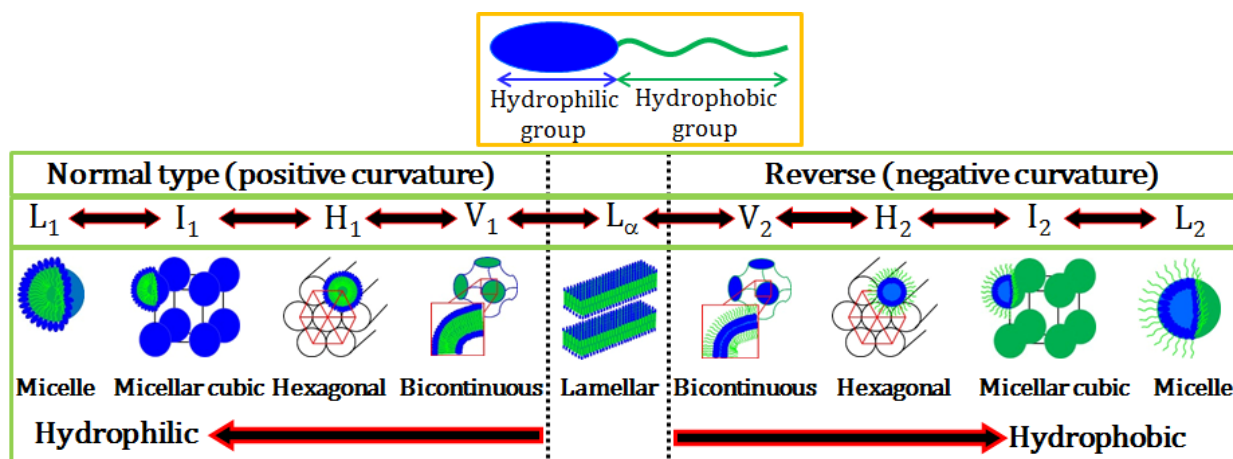 Hydrophilic Hydrophobic
group group
Normal type (positive curvature) Reverse (negative curvature)
L₁ I₁ H₁ V₁ Lα V₂ H₂ I₂ L₂
Micelle Micellar cubic Hexagonal Bicontinuous Lamellar Bicontinuous Hexagonal Micellar cubic Micelle
Hydrophilic Hydrophobic